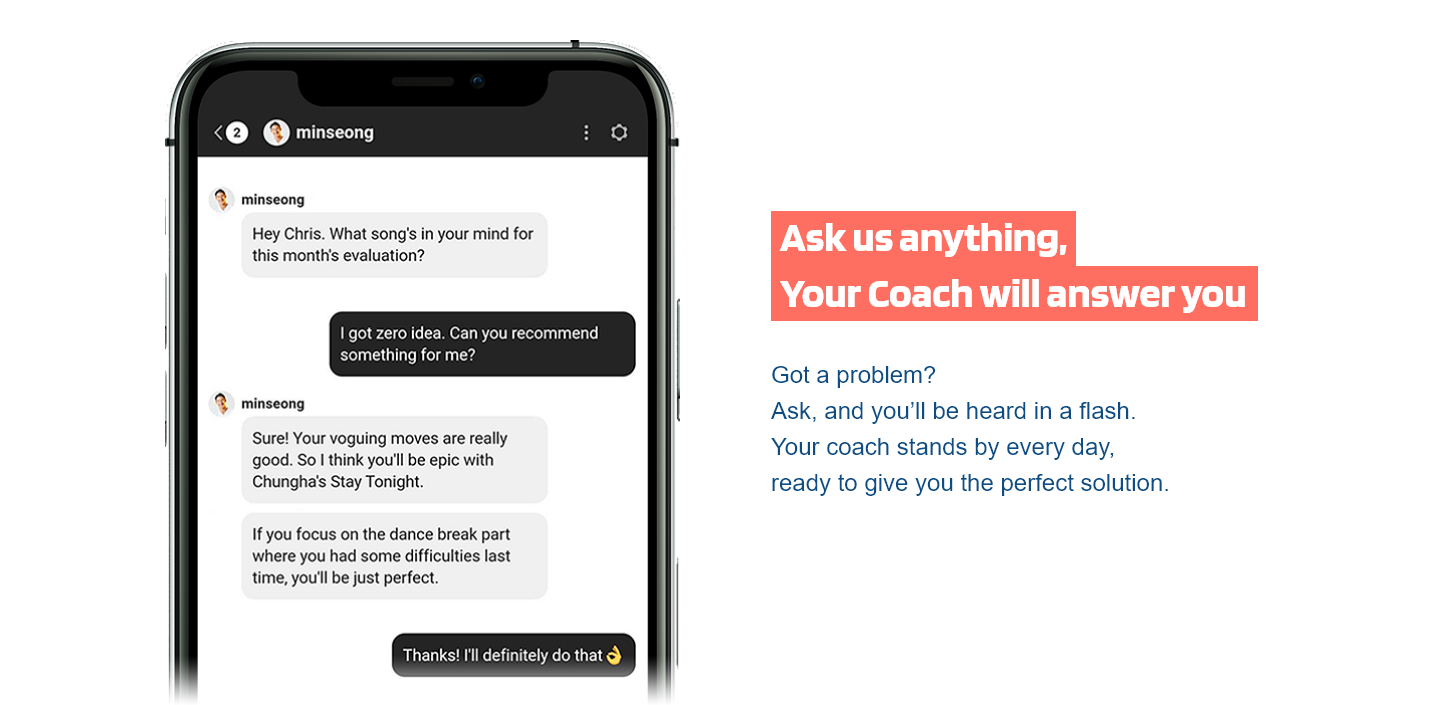 2
minseong
minseong
Hey Chris. What song's in your mind for
this month's evaluation?
I got zero idea. Can you recommend
something for me?
minseong
Sure! Your voguing moves are really
good. So I think you'll be epic with
Chungha's Stay Tonight.
If you focus on the dance break part
where you had some difficulties last
time, you'll be just perfect.
Thanks! I'll definitely do that👌
Ask us anything,
Your Coach will answer you
Got a problem?
Ask, and you’ll be heard in a flash.
Your coach stands by every day,
ready to give you the perfect solution.